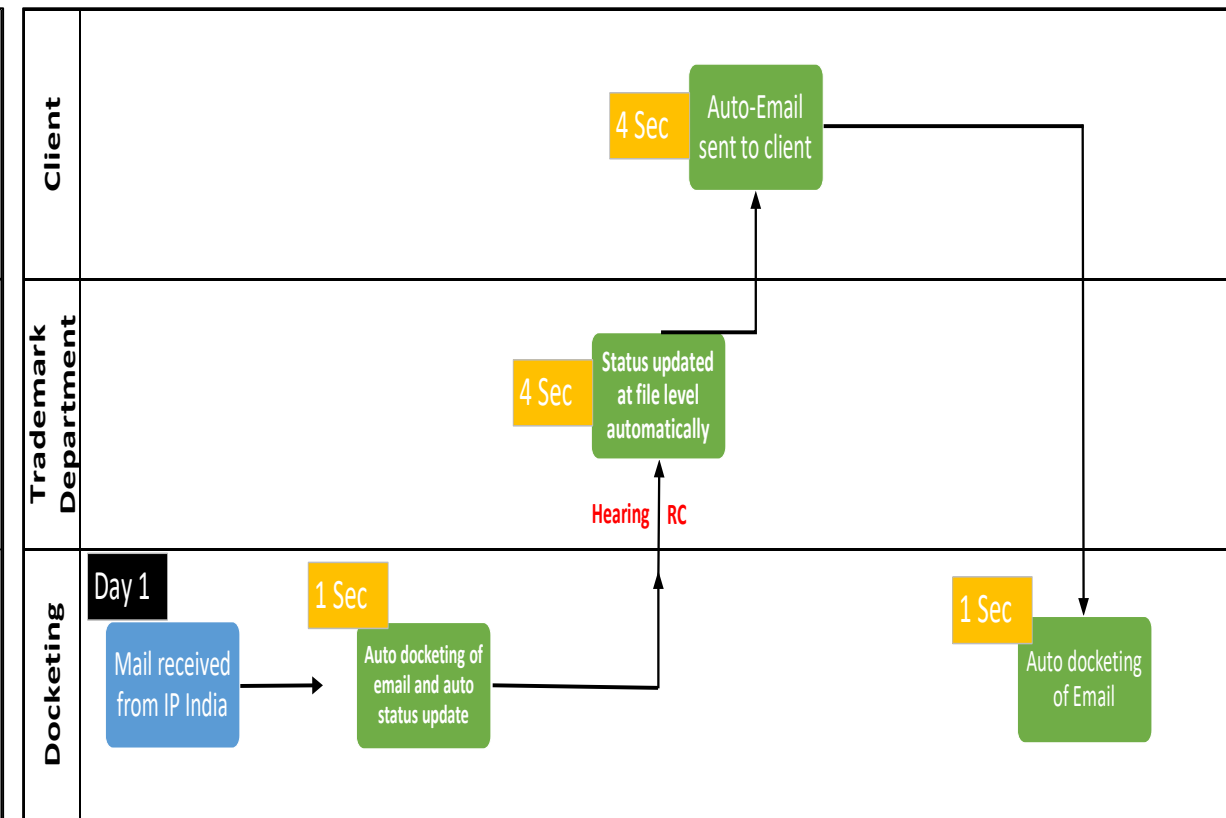 Client
4 Sec
Auto-Email
sent to client
Trademark
Department
4 Sec
Status updated
at file level
automatically
Hearing
RC
Docketing
Day 1
Mail received
from IP India
1 Sec
Auto docketing of
email and auto
status update
1 Sec
Auto docketing
of Email